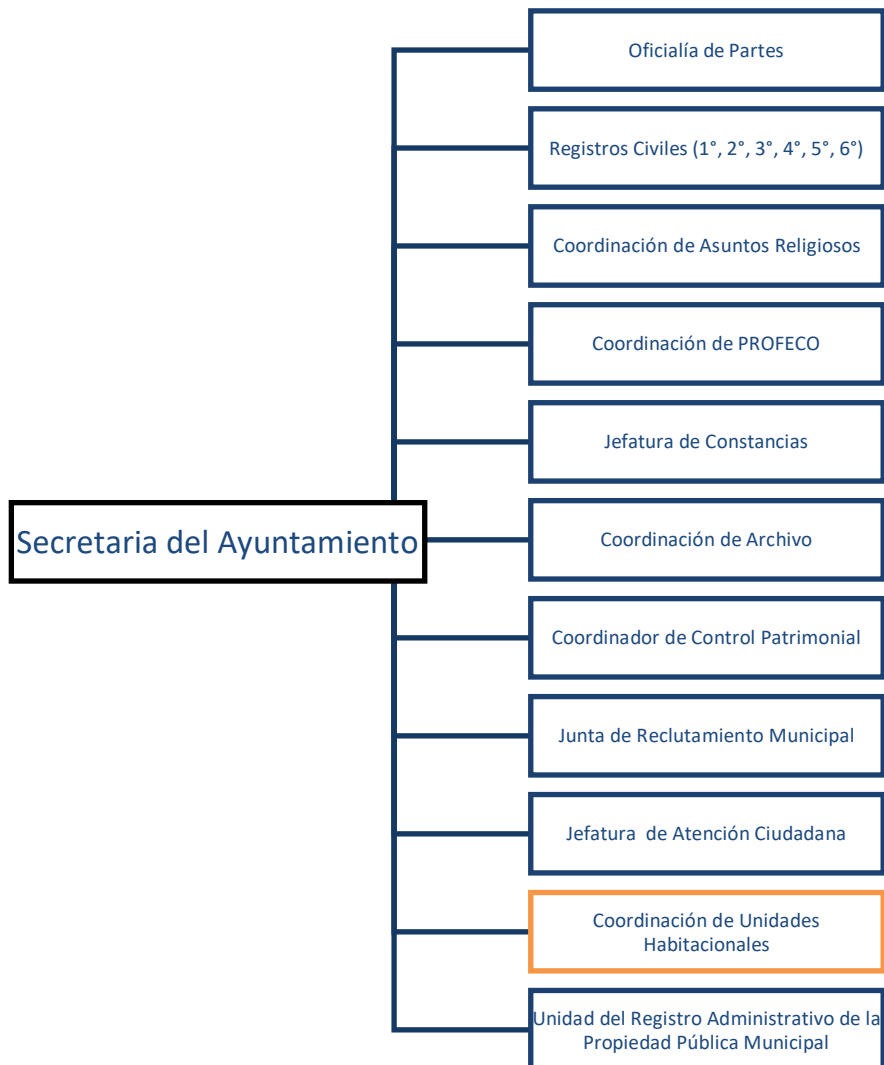 Oficialía de Partes
Registros Civiles (1°, 2°, 3°, 4°, 5°, 6°)
Coordinación de Asuntos Religiosos
Coordinación de PROFECO
Jefatura de Constancias
Secretaria del Ayuntamiento
Coordinación de Archivo
Coordinador de Control Patrimonial
Junta de Reclutamiento Municipal
Jefatura de Atención Ciudadana
Coordinación de Unidades
Habitacionales
Unidad del Registro Administrativo de la
Propiedad Pública Municipal